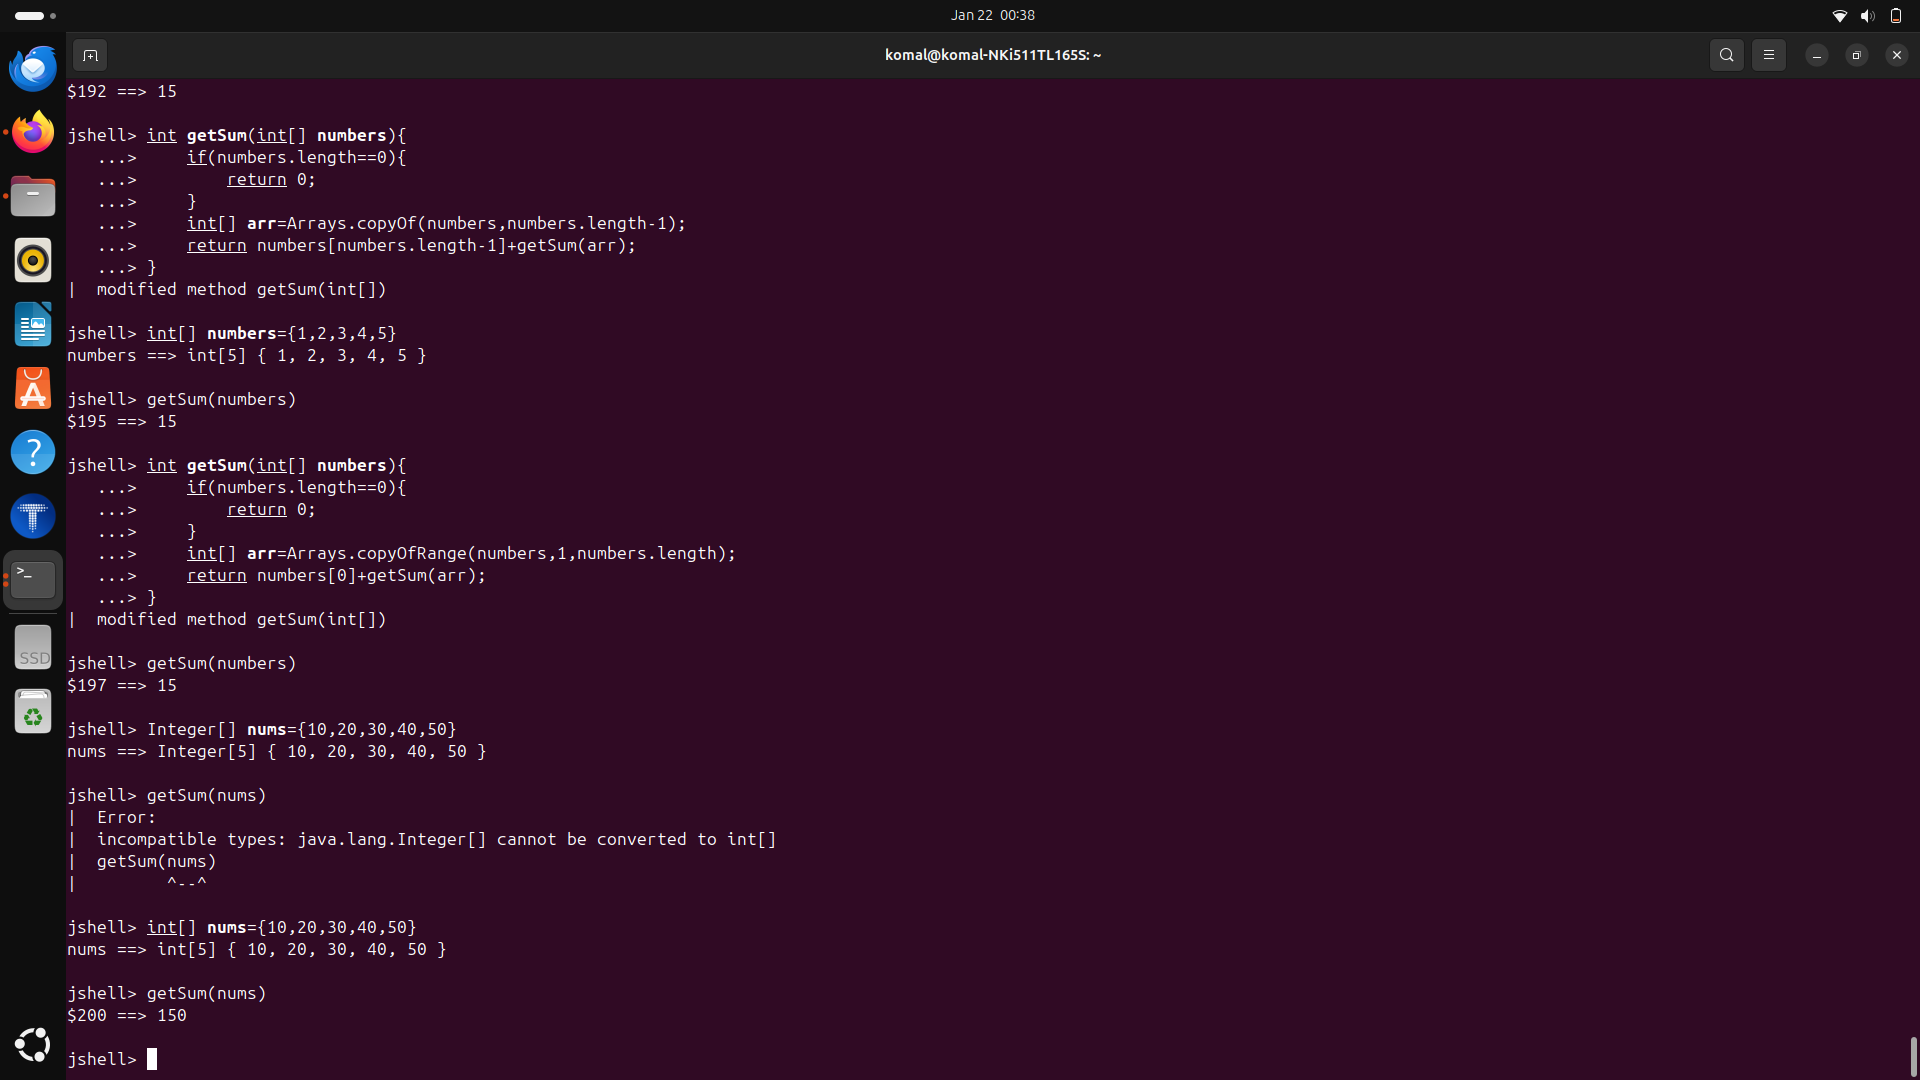 Jan 22 00:38
komal@komal-NKi511TL165S: ~
$192 ==> 15
jshell> int getSum(int[] numbers){
   ...>     if(numbers.length==0){
   ...>         return 0;
   ...>     }
   ...>     int[] arr=Arrays.copyOf(numbers,numbers.length-1);
   ...>     return numbers[numbers.length-1]+getSum(arr);
   ...> }
|  modified method getSum(int[])
jshell> int[] numbers={1,2,3,4,5}
numbers ==> int[5] { 1, 2, 3, 4, 5 }
jshell> getSum(numbers)
$195 ==> 15
jshell> int getSum(int[] numbers){
   ...>     if(numbers.length==0){
   ...>         return 0;
   ...>     }
   ...>     int[] arr=Arrays.copyOfRange(numbers,1,numbers.length);
   ...>     return numbers[0]+getSum(arr);
   ...> }
|  modified method getSum(int[])
jshell> getSum(numbers)
$197 ==> 15
jshell> Integer[] nums={10,20,30,40,50}
nums ==> Integer[5] { 10, 20, 30, 40, 50 }
jshell> getSum(nums)
|  Error:
|  incompatible types: java.lang.Integer[] cannot be converted to int[]
|  getSum(nums)
|         ^--^
jshell> int[] nums={10,20,30,40,50}
nums ==> int[5] { 10, 20, 30, 40, 50 }
jshell> getSum(nums)
$200 ==> 150
jshell>
SSD